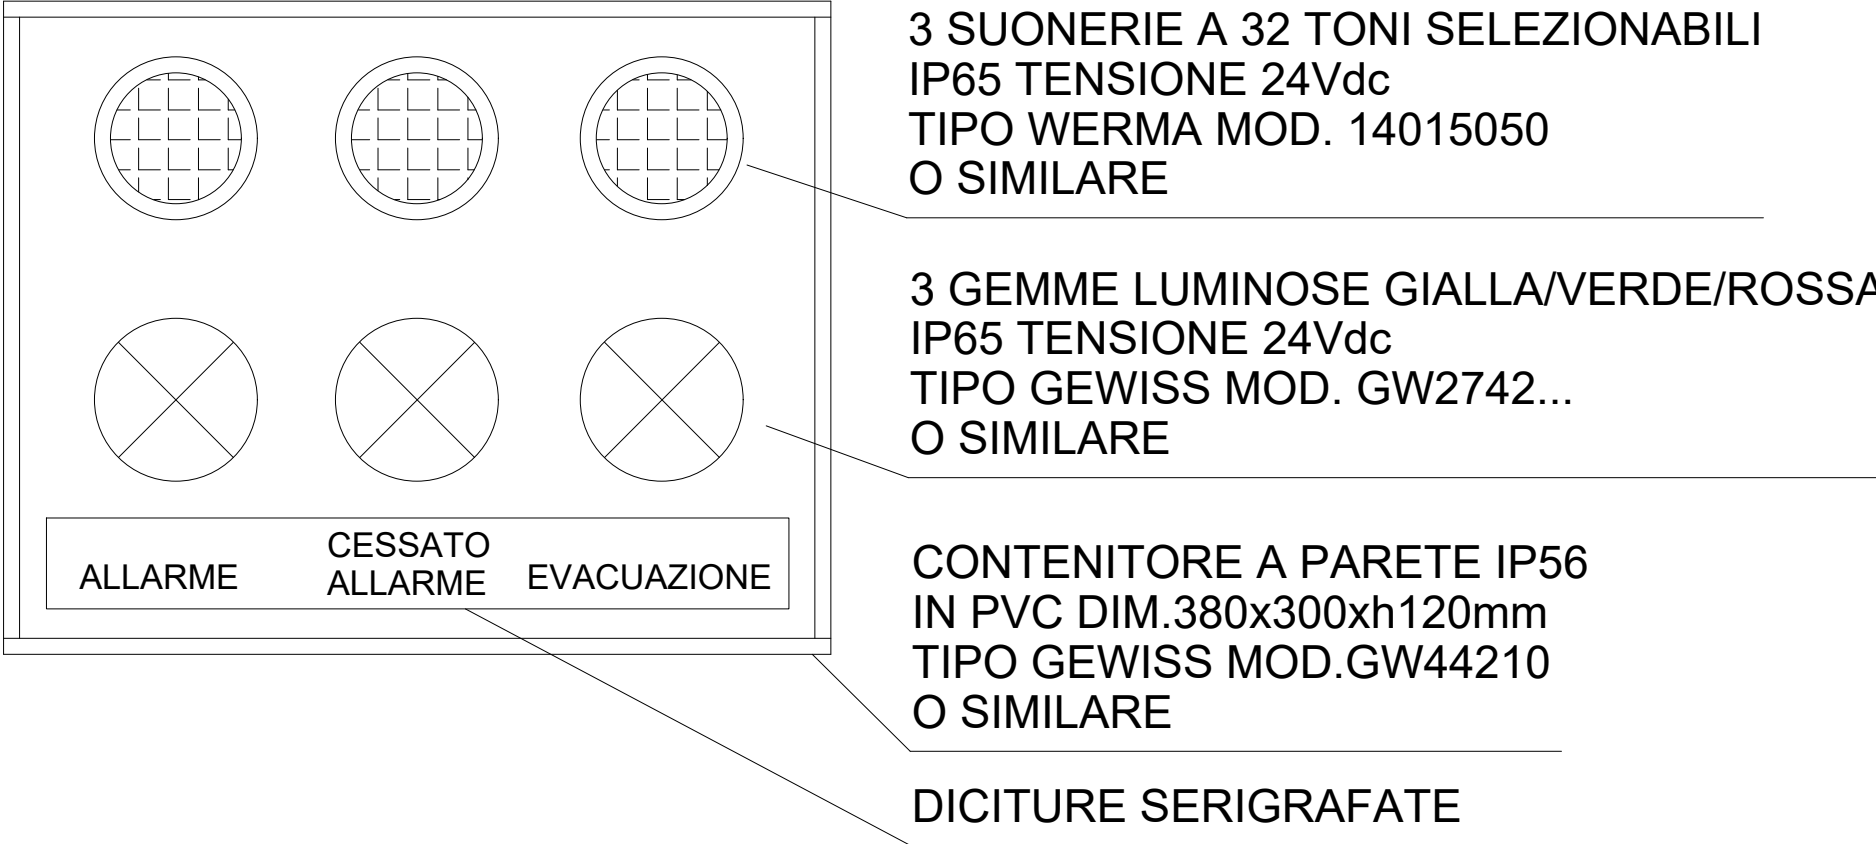 3 SUONERIE A 32 TONI SELEZIONABILI
IP65 TENSIONE 24Vdc
TIPO WERMA MOD. 14015050
O SIMILARE
3 GEMME LUMINOSE GIALLA/VERDE/ROSSA
IP65 TENSIONE 24Vdc
TIPO GEWISS MOD. GW2742...
O SIMILARE
ALLARME
CESSATO
ALLARME
EVACUAZIONE
CONTENITORE A PARETE IP56
IN PVC DIM.380x300xh120mm
TIPO GEWISS MOD.GW44210
O SIMILARE
DICITURE SERIGRAFATE